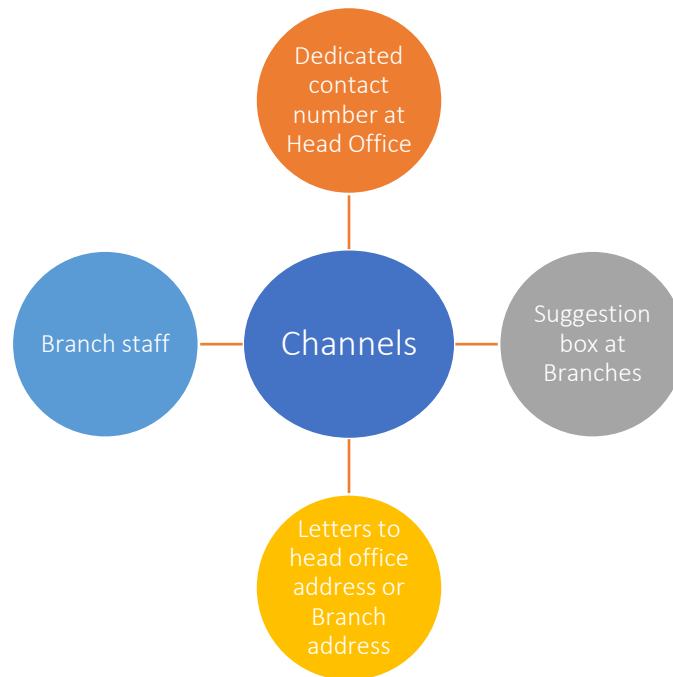 Dedicated
contact
number at
Head Office
Branch staff
Channels
Suggestion
box at
Branches
Letters to
head office
address or
Branch
address